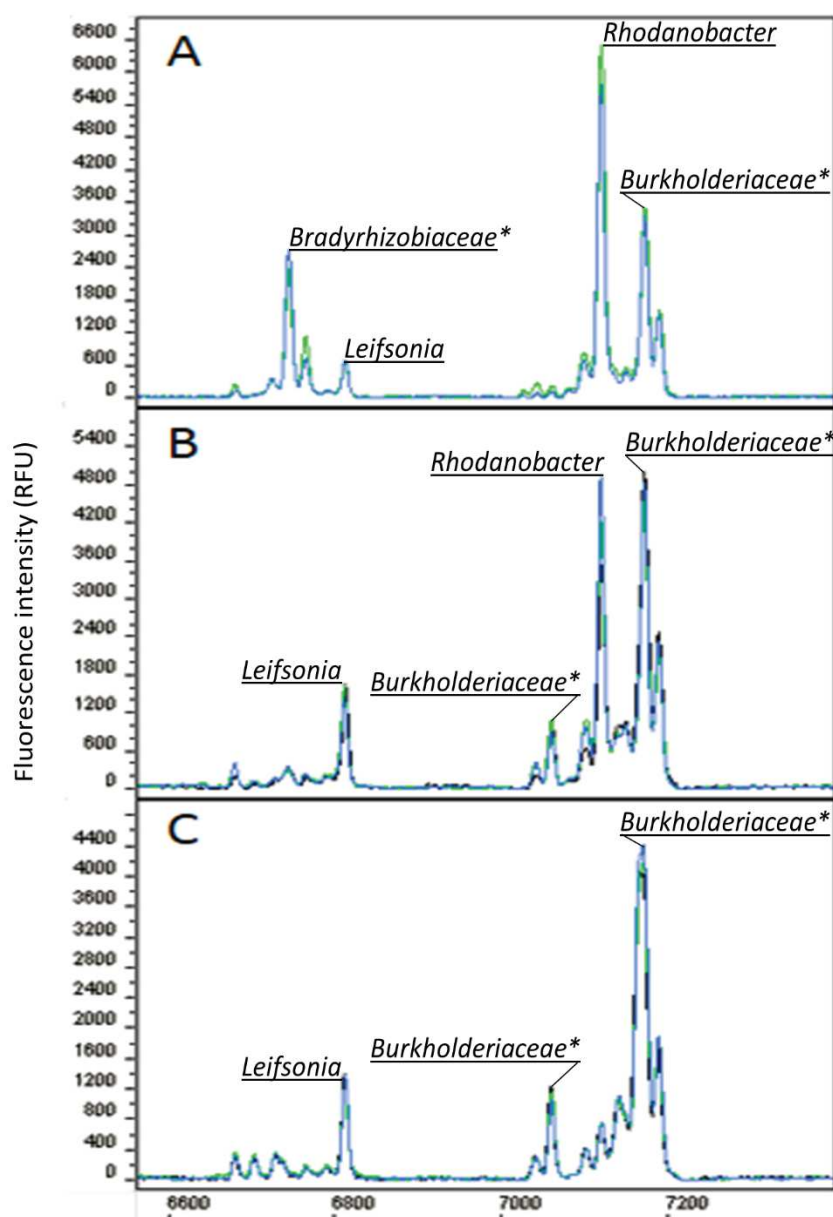 Fluorescence intensity (RFU)
A
6600
6000
5400
4800
4200
3600
3000
2400
1800
1200
600
0
Rhodanobacter
Burkholderiaceae*
Bradyrhizobiaceae*
Leifsonia
B
5400
4800
4200
3600
3000
2400
1800
1200
600
0
Burkholderiaceae*
Rhodanobacter
Leifsonia
Burkholderiaceae*
C
4400
4000
3600
3200
2800
2400
2000
1600
1200
800
400
0
Burkholderiaceae*
Burkholderiaceae*
Leifsonia
6600 6800 7000 7200